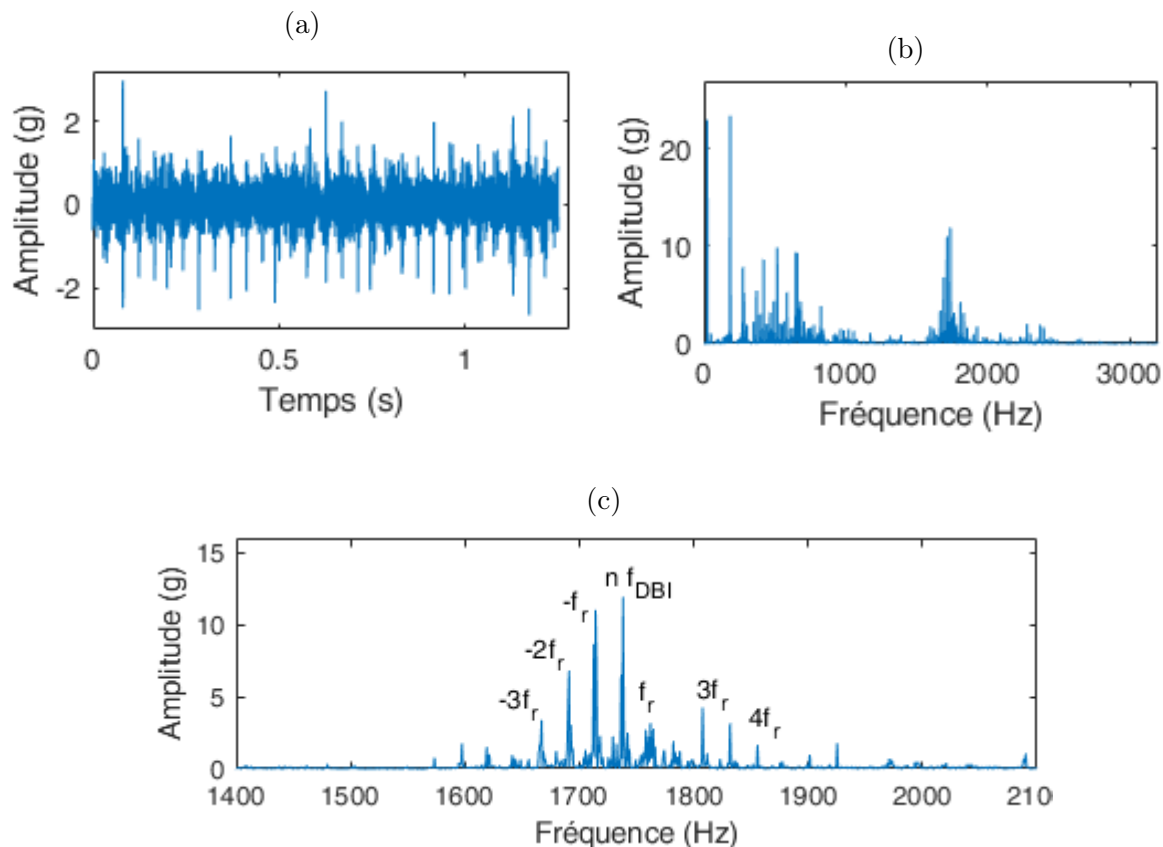 (a)
Amplitude (g)
2
0
-2
0
0.5
1
Temps (s)
(b)
Amplitude (g)
20
10
0
0
1000
2000
3000
Fréquence (Hz)
(c)
Amplitude (g)
15
10
5
0
-3f_r
-2f_r
-f_r
n f_DBI
f_r
3f_r
4f_r
1400
1500
1600
1700
1800
1900
2000
210
Fréquence (Hz)